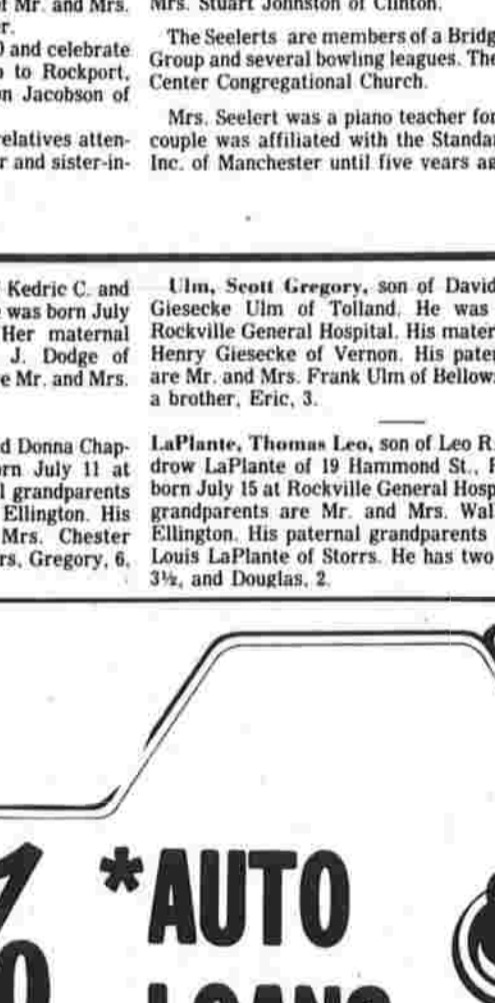 of Mr. and Mrs.
r.
0 and celebrate
o to Rockport,
n Jacobson of
relatives atten-
r and sister-in-
Mrs. Stuart Johnston of Clinton.
The Seelerts are members of a Bridg
Group and several bowling leagues. The
Center Congregational Church.
Mrs. Seelert was a piano teacher for
couple was affiliated with the Standar
Inc. of Manchester until five years ag
Kedric C. and
was born July
Her maternal
J. Dodge of
e Mr. and Mrs.
d Donna Chap-
rn July 11 at
l grandparents
Ellington. His
Mrs. Chester
rs, Gregory, 6,
Ulm, Scott Gregory, son of David
Giesecke Ulm of Tolland. He was
Rockville General Hospital. His mater
Henry Giesecke of Vernon. His pater
are Mr. and Mrs. Frank Ulm of Bellows
a brother, Eric, 3.
LaPlante, Thomas Leo, son of Leo R.
drow LaPlante of 19 Hammond St., R
born July 15 at Rockville General Hosp
grandparents are Mr. and Mrs. Wal
Ellington. His paternal grandparents
Louis LaPlante of Storrs. He has two
3½, and Douglas, 2.
*AUTO
LOANS